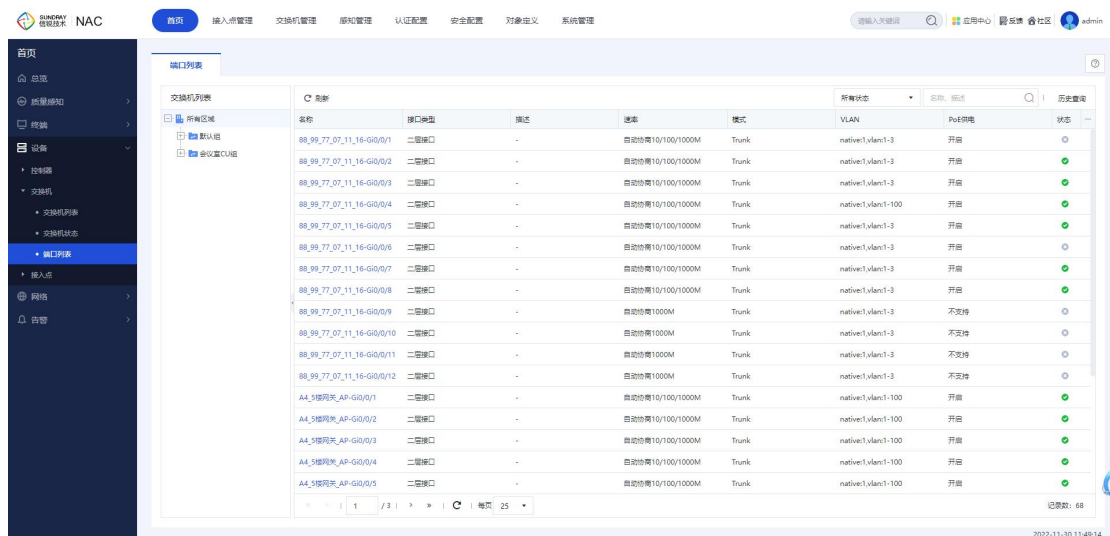 SUNDRAY 信锐技术 NAC 首页 接入点管理 交换机管理 感知管理 认证配置 安全配置 对象定义 系统管理 请输入关键词 应用中心 反馈 社区 admin
首页
总览
质量感知
终端
设备
控制器
交换机
交换机列表
交换机状态
端口列表
接入点
网络
告警
端口列表
交换机列表
所有区域
默认组
会议室CU组
刷新 所有状态 名称、描述 历史查询
名称 接口类型 描述 速率 模式 VLAN PoE供电 状态
88_99_77_07_11_16-Gi0/0/1 二层接口 - 自动协商10/100/1000M Trunk native:1,vlan:1-3 开启
88_99_77_07_11_16-Gi0/0/2 二层接口 - 自动协商10/100/1000M Trunk native:1,vlan:1-3 开启
88_99_77_07_11_16-Gi0/0/3 二层接口 - 自动协商10/100/1000M Trunk native:1,vlan:1-3 开启
88_99_77_07_11_16-Gi0/0/4 二层接口 - 自动协商10/100/1000M Trunk native:1,vlan:1-100 开启
88_99_77_07_11_16-Gi0/0/5 二层接口 - 自动协商10/100/1000M Trunk native:1,vlan:1-3 开启
88_99_77_07_11_16-Gi0/0/6 二层接口 - 自动协商10/100/1000M Trunk native:1,vlan:1-3 开启
88_99_77_07_11_16-Gi0/0/7 二层接口 - 自动协商10/100/1000M Trunk native:1,vlan:1-3 开启
88_99_77_07_11_16-Gi0/0/8 二层接口 - 自动协商10/100/1000M Trunk native:1,vlan:1-3 开启
88_99_77_07_11_16-Gi0/0/9 二层接口 - 自动协商1000M Trunk native:1,vlan:1-3 不支持
88_99_77_07_11_16-Gi0/0/10 二层接口 - 自动协商1000M Trunk native:1,vlan:1-3 不支持
88_99_77_07_11_16-Gi0/0/11 二层接口 - 自动协商1000M Trunk native:1,vlan:1-3 不支持
88_99_77_07_11_16-Gi0/0/12 二层接口 - 自动协商1000M Trunk native:1,vlan:1-3 不支持
A4_5楼网关_AP-Gi0/0/1 二层接口 - 自动协商10/100/1000M Trunk native:1,vlan:1-100 开启
A4_5楼网关_AP-Gi0/0/2 二层接口 - 自动协商10/100/1000M Trunk native:1,vlan:1-100 开启
A4_5楼网关_AP-Gi0/0/3 二层接口 - 自动协商10/100/1000M Trunk native:1,vlan:1-100 开启
A4_5楼网关_AP-Gi0/0/4 二层接口 - 自动协商10/100/1000M Trunk native:1,vlan:1-100 开启
A4_5楼网关_AP-Gi0/0/5 二层接口 - 自动协商10/100/1000M Trunk native:1,vlan:1-100 开启
1 / 3 每页 25 记录数: 68
2022-11-30 11:49:14